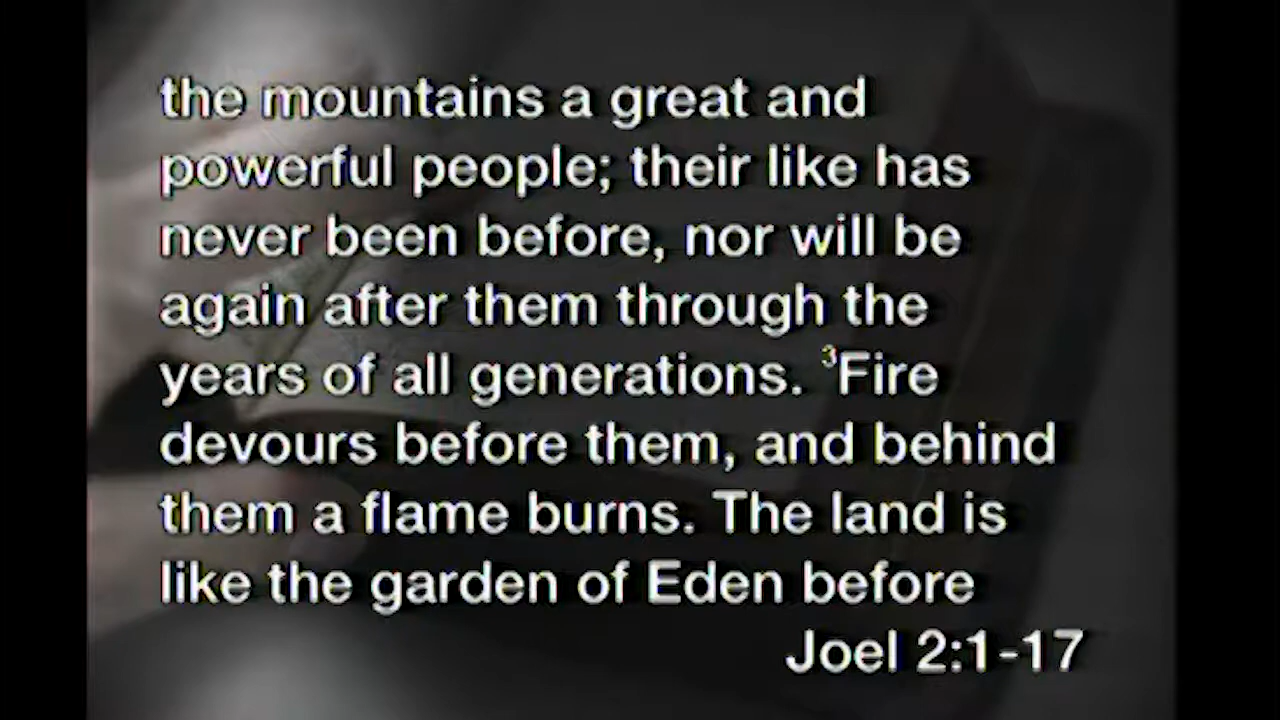 the mountains a great and
powerful people; their like has
never been before, nor will be
again after them through the
years of all generations. ³Fire
devours before them, and behind
them a flame burns. The land is
like the garden of Eden before
Joel 2:1-17